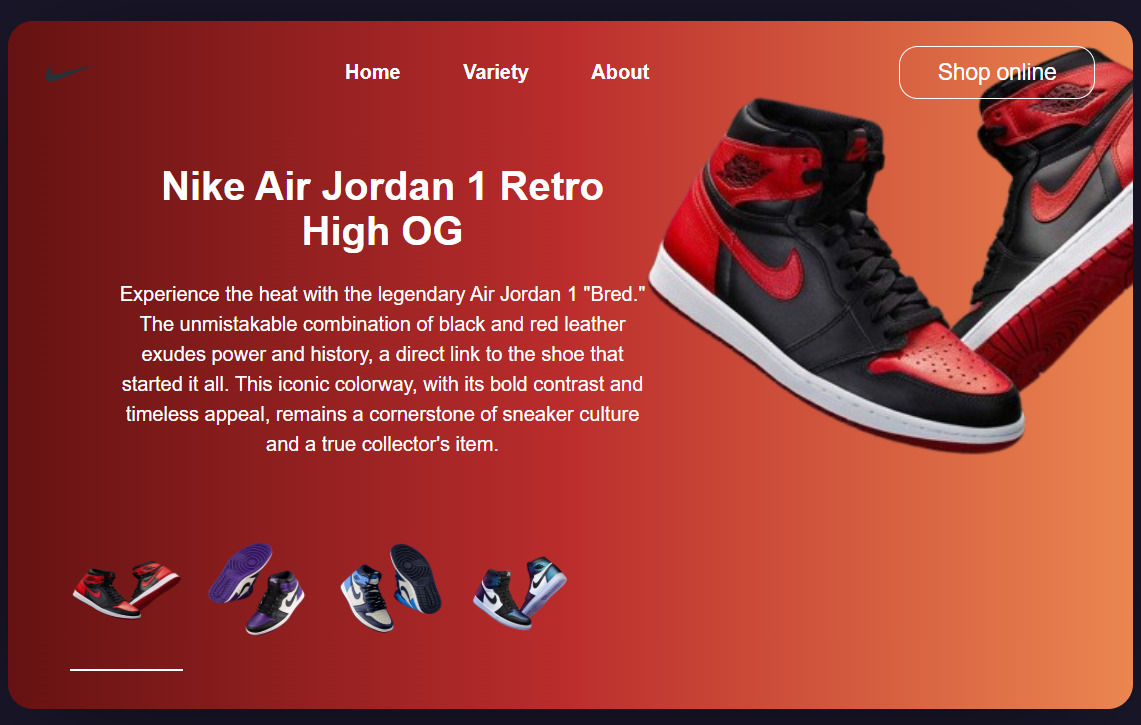 Home Variety About Shop online
Nike Air Jordan 1 Retro
High OG
Experience the heat with the legendary Air Jordan 1 "Bred."
The unmistakable combination of black and red leather
exudes power and history, a direct link to the shoe that
started it all. This iconic colorway, with its bold contrast and
timeless appeal, remains a cornerstone of sneaker culture
and a true collector's item.